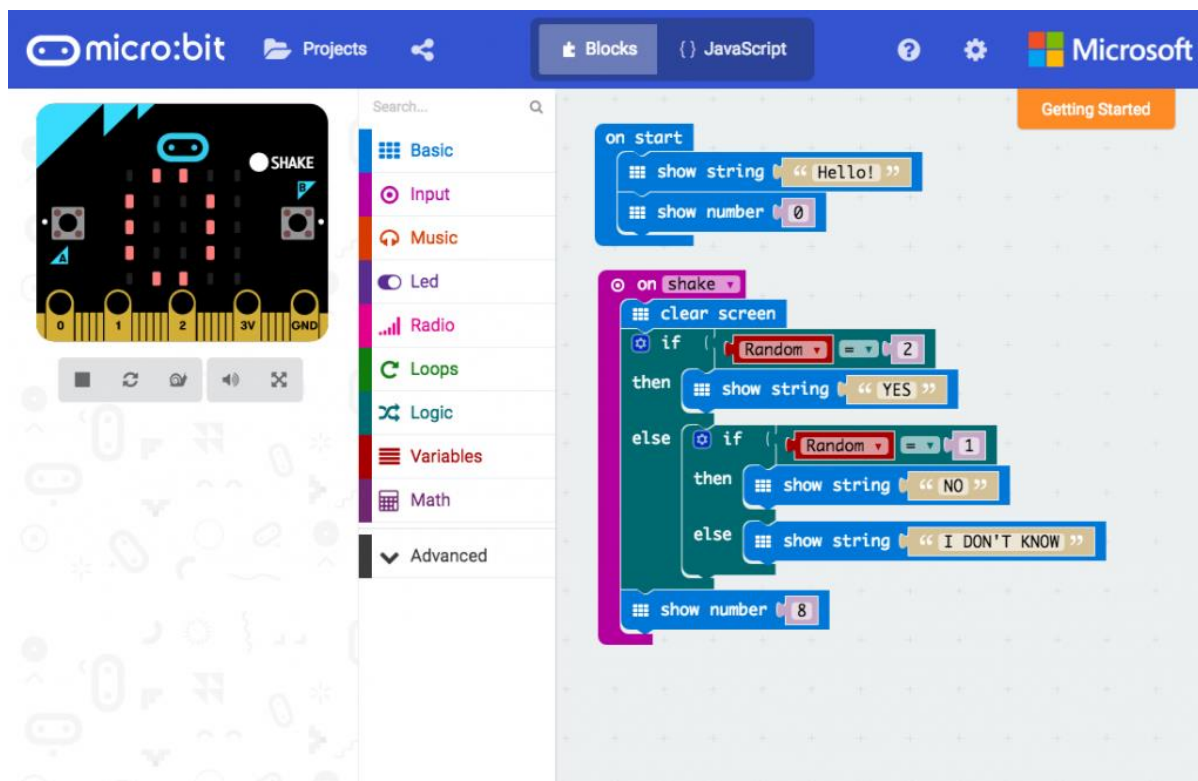 micro:bit Projects Blocks {} JavaScript ? Microsoft
Search...
Getting Started
SHAKE
B
A
0 1 2 3V GND
Basic
Input
Music
Led
Radio
Loops
Logic
Variables
Math
Advanced
on start
show string “ Hello! ”
show number 0
on shake
clear screen
if Random = 2
then show string “ YES ”
else if Random = 1
then show string “ NO ”
else show string “ I DON'T KNOW ”
show number 8